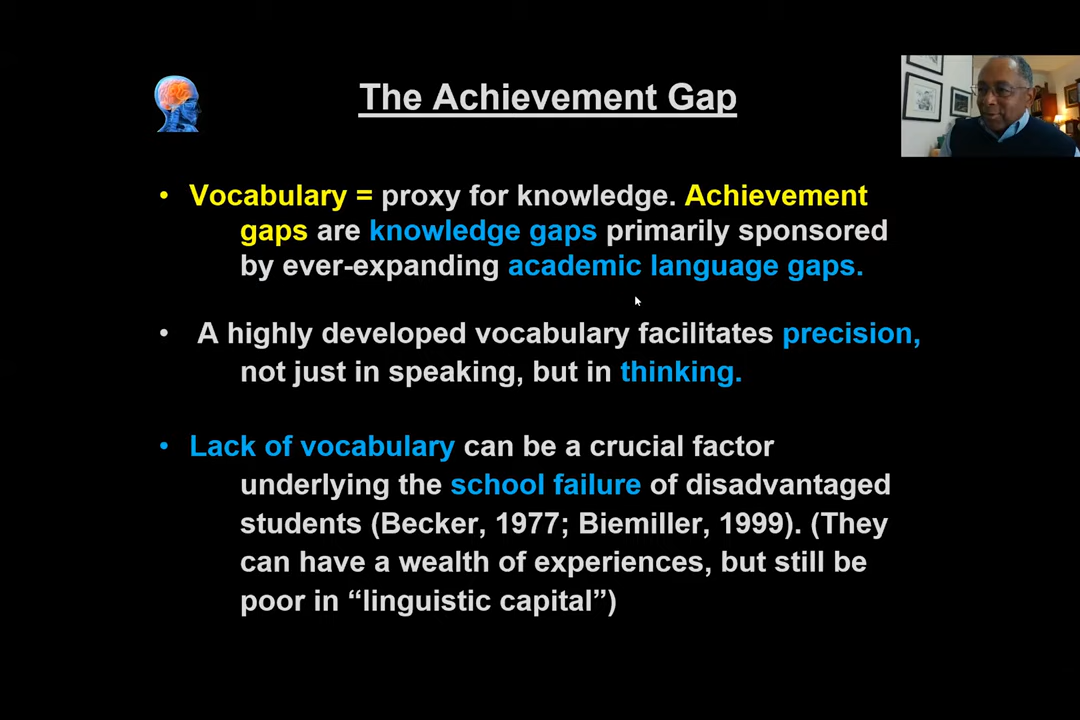 The Achievement Gap
• Vocabulary = proxy for knowledge. Achievement
gaps are knowledge gaps primarily sponsored
by ever-expanding academic language gaps.
• A highly developed vocabulary facilitates precision,
not just in speaking, but in thinking.
• Lack of vocabulary can be a crucial factor
underlying the school failure of disadvantaged
students (Becker, 1977; Biemiller, 1999). (They
can have a wealth of experiences, but still be
poor in “linguistic capital”)